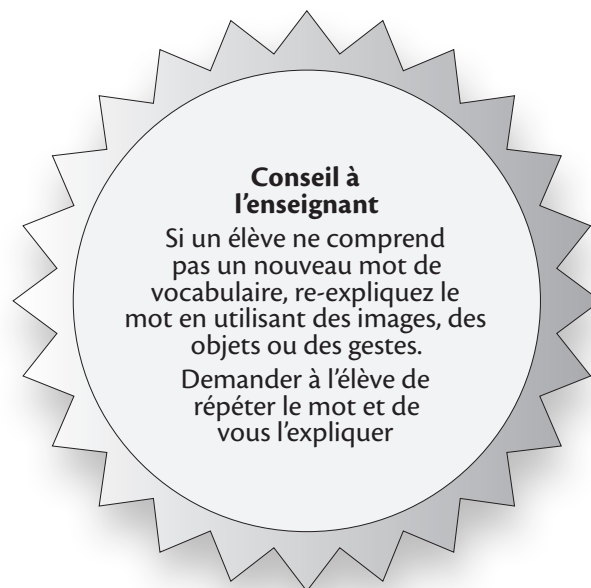 Conseil à
l’enseignant
Si un élève ne comprend
pas un nouveau mot de
vocabulaire, re-expliquez le
mot en utilisant des images, des
objets ou des gestes.
Demander à l’élève de
répéter le mot et de
vous l’expliquer